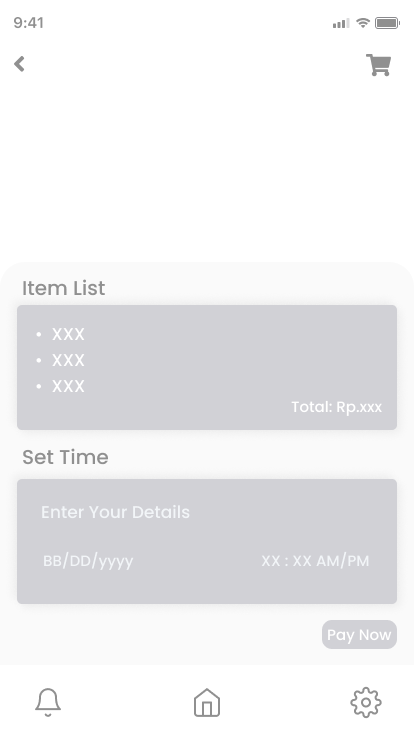 9:41
Item List
• XXX
• XXX
• XXX
Total: Rp.xxx
Set Time
Enter Your Details
BB/DD/yyyy XX : XX AM/PM
Pay Now